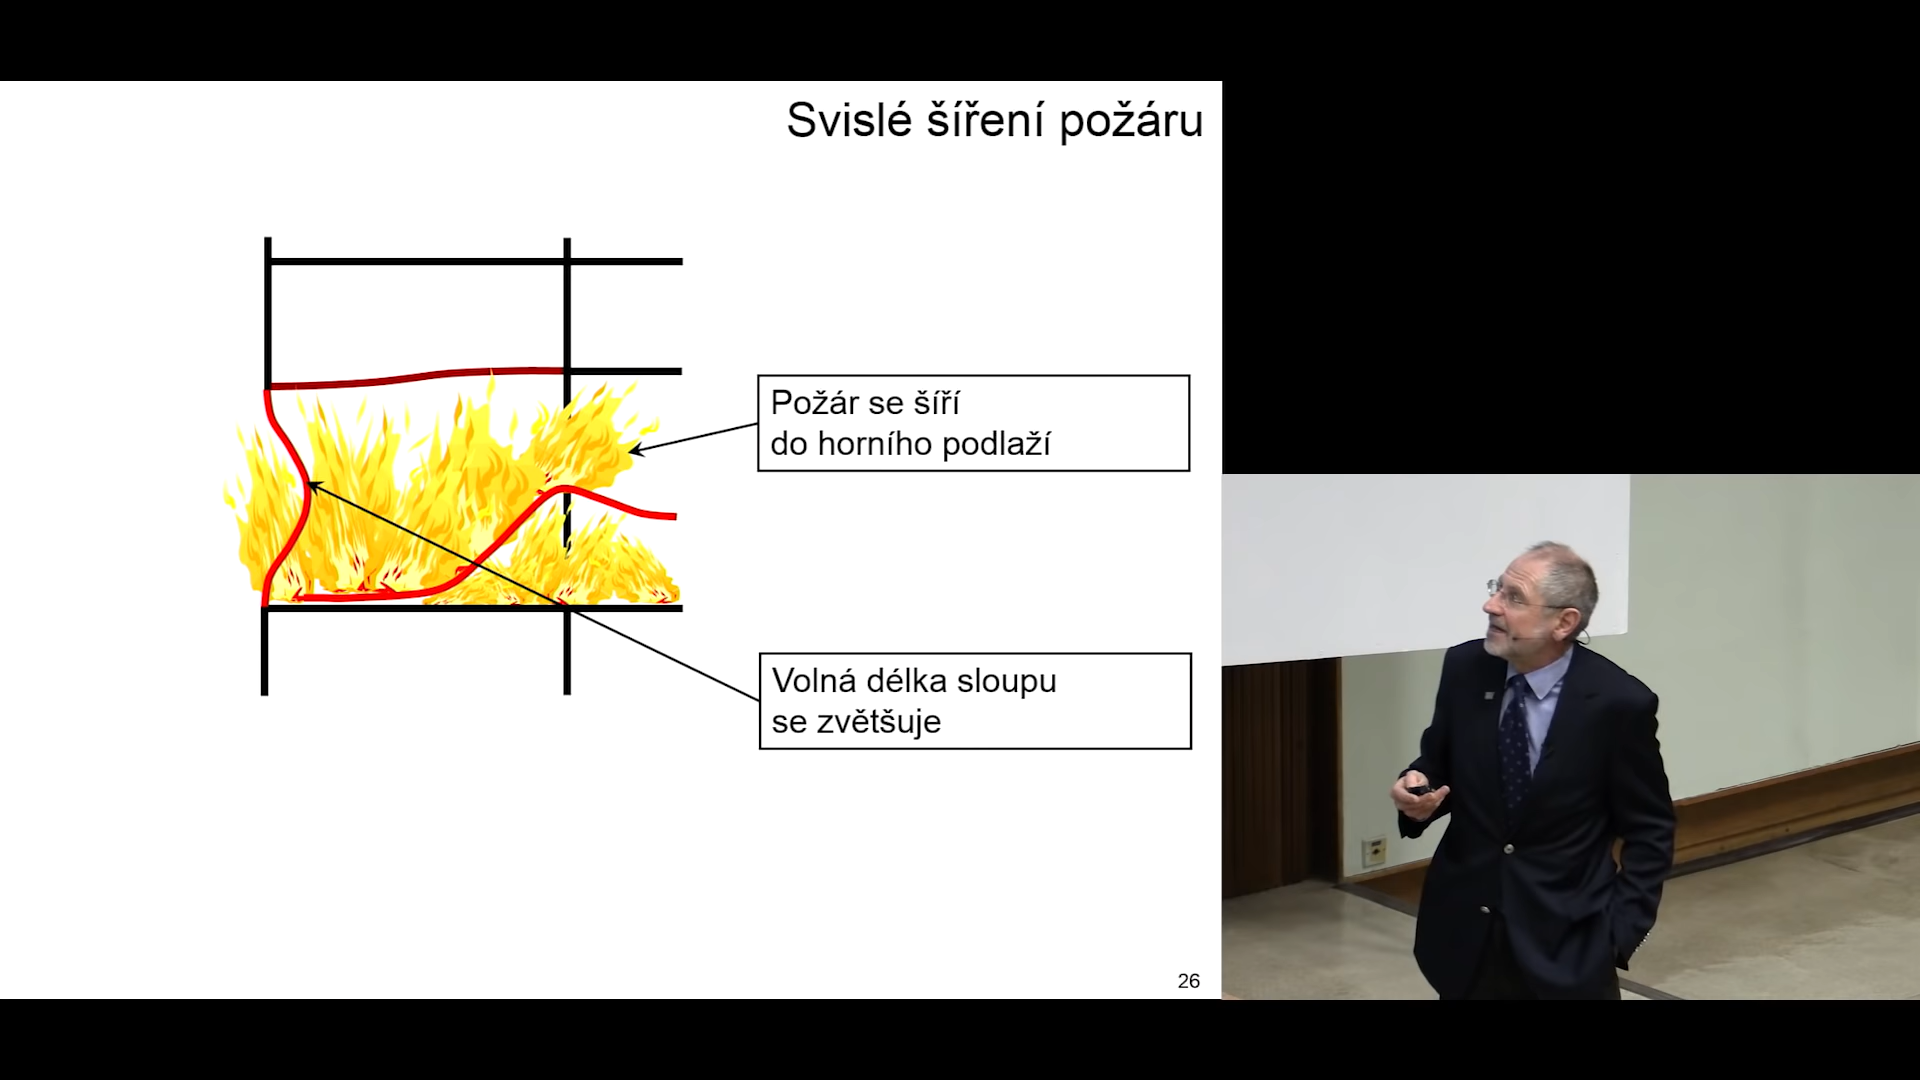 Svislé šíření požáru
Požár se šíří
do horního podlaží
Volná délka sloupu
se zvětšuje
26